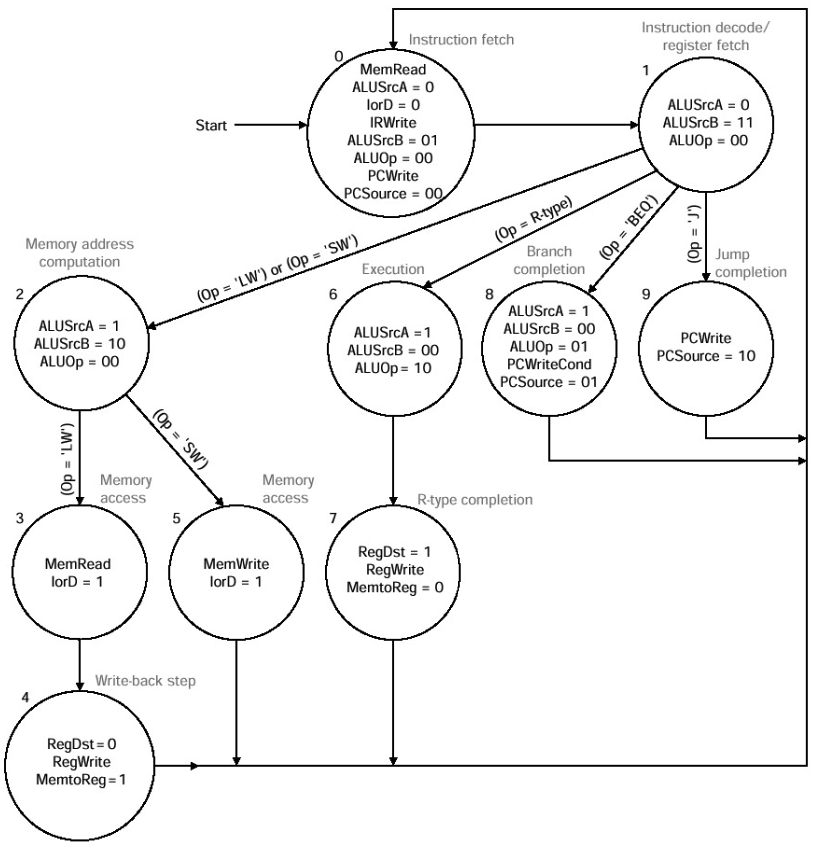 Instruction fetch
0
MemRead
ALUSrcA = 0
IorD = 0
IRWrite
ALUSrcB = 01
ALUOp = 00
PCWrite
PCSource = 00
Start
Instruction decode/
register fetch
1
ALUSrcA = 0
ALUSrcB = 11
ALUOp = 00
(Op = 'LW') or (Op = 'SW')
(Op = R-type)
(Op = 'BEQ')
(Op = 'J')
Memory address
computation
2
ALUSrcA = 1
ALUSrcB = 10
ALUOp = 00
Execution
6
ALUSrcA =1
ALUSrcB = 00
ALUOp= 10
Branch
completion
8
ALUSrcA = 1
ALUSrcB = 00
ALUOp = 01
PCWriteCond
PCSource = 01
Jump
completion
9
PCWrite
PCSource = 10
(Op = 'LW')
(Op = 'SW')
Memory
access
3
MemRead
IorD = 1
Memory
access
5
MemWrite
IorD = 1
R-type completion
7
RegDst = 1
RegWrite
MemtoReg = 0
Write-back step
4
RegDst=0
RegWrite
MemtoReg=1